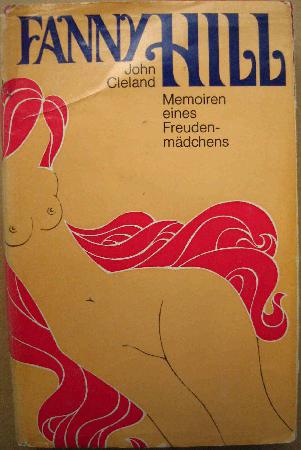 FANNY HILL
John
Cleland
Memoiren
eines
Freuden-
mädchens